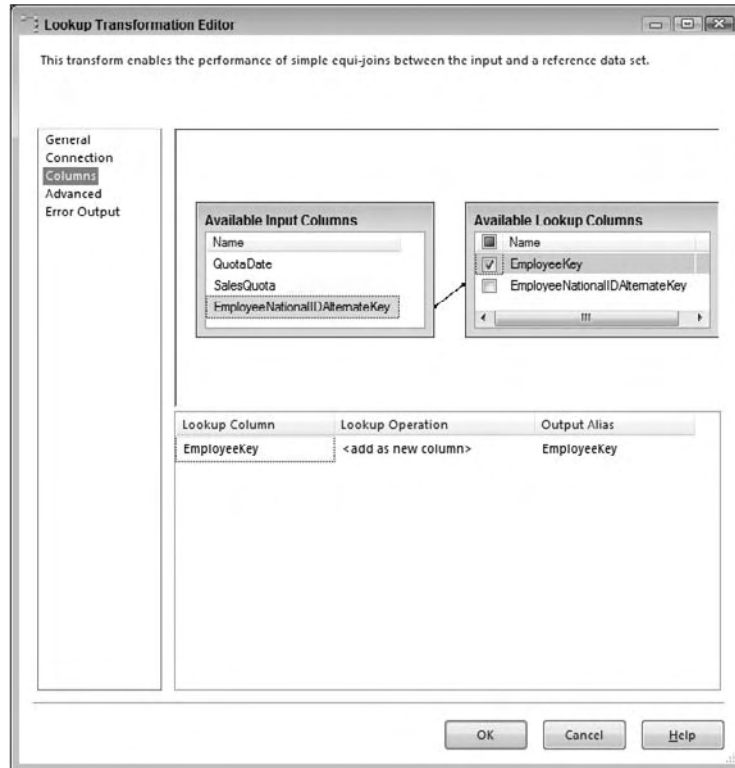 Lookup Transformation Editor
This transform enables the performance of simple equi-joins between the input and a reference data set.
General
Connection
Columns
Advanced
Error Output
Available Input Columns
Name
QuotaDate
SalesQuota
EmployeeNationalIDAlternateKey
Available Lookup Columns
Name
EmployeeKey
EmployeeNationalIDAlternateKey
Lookup Column Lookup Operation Output Alias
EmployeeKey <add as new column> EmployeeKey
OK Cancel Help